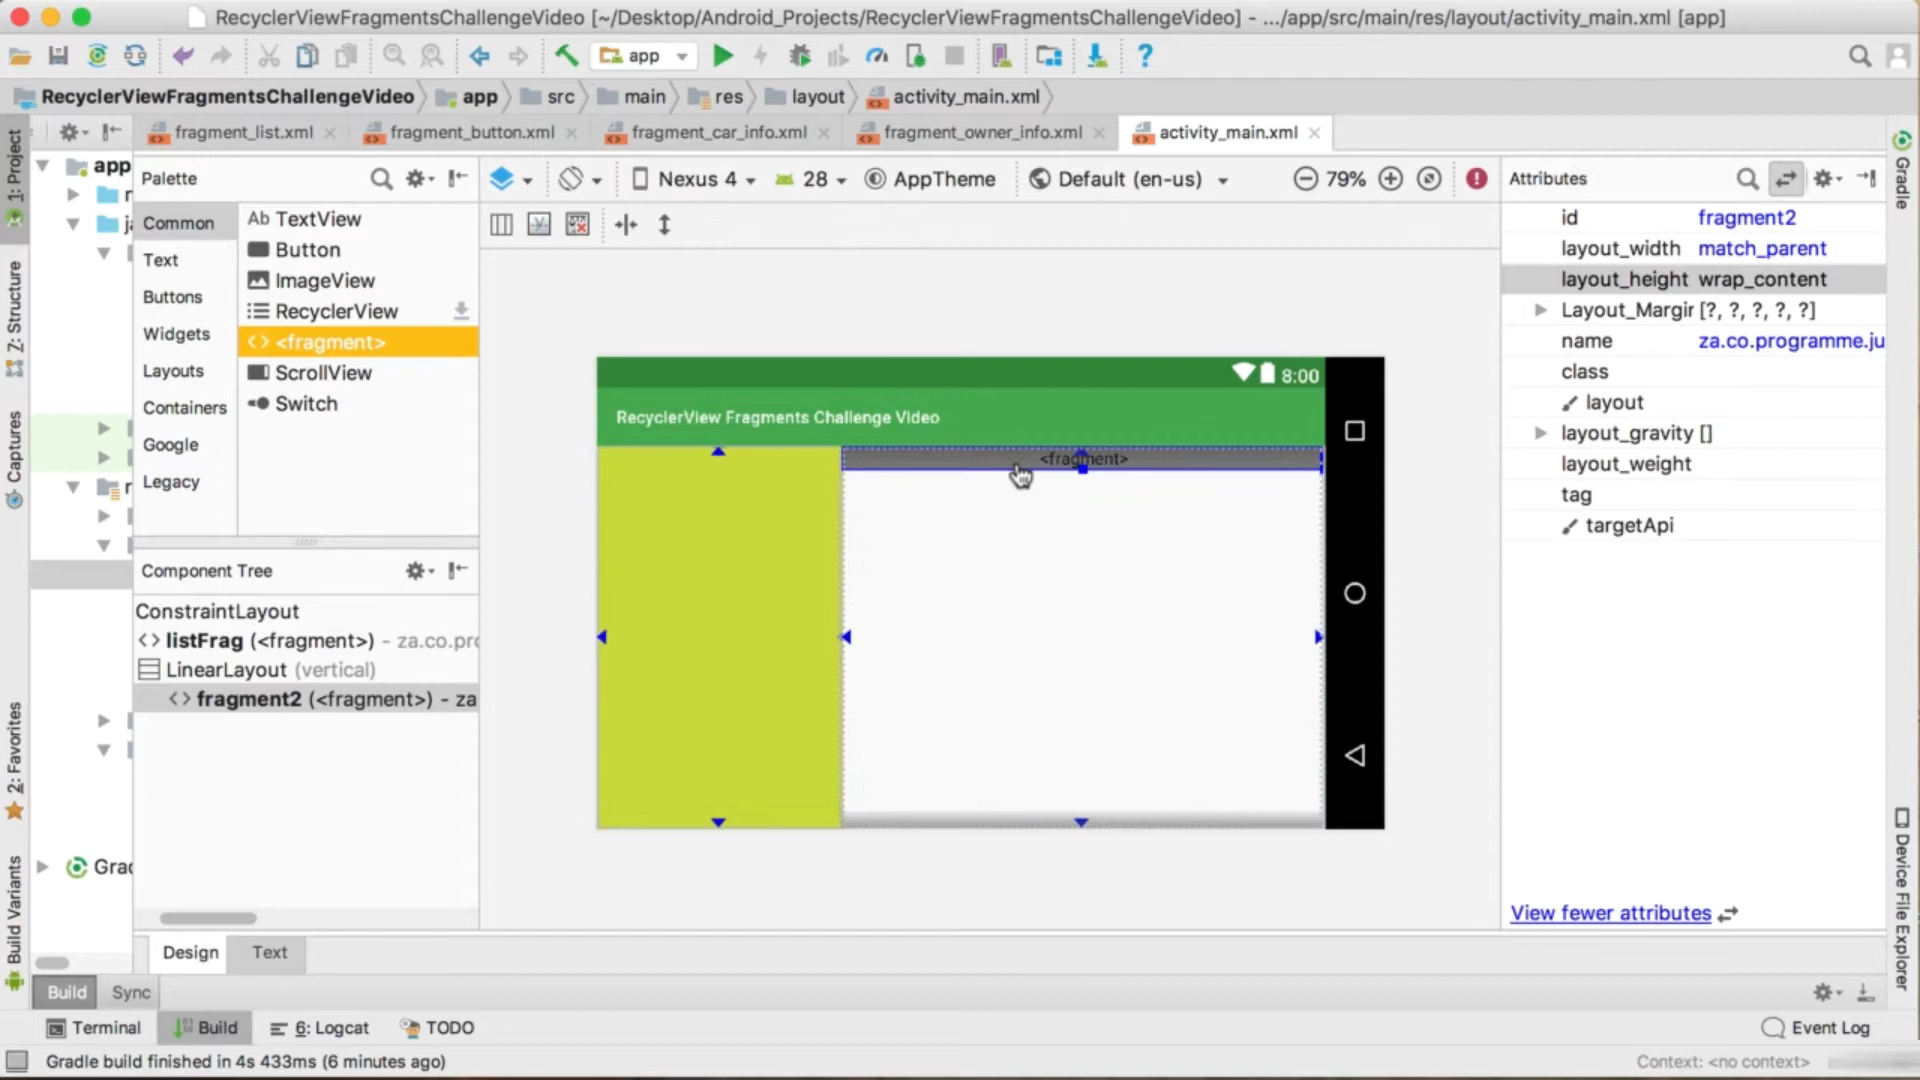 RecyclerViewFragmentsChallengeVideo [~/Desktop/Android_Projects/RecyclerViewFragmentsChallengeVideo] - .../app/src/main/res/layout/activity_main.xml [app]
app
RecyclerViewFragmentsChallengeVideo app src main res layout activity_main.xml
fragment_list.xml fragment_button.xml fragment_car_info.xml fragment_owner_info.xml activity_main.xml
1: Project
Z: Structure
Captures
2: Favorites
Build Variants
app
Grad
Palette
Common
Text
Buttons
Widgets
Layouts
Containers
Google
Legacy
Ab TextView
Button
ImageView
RecyclerView
<fragment>
ScrollView
Switch
Component Tree
ConstraintLayout
listFrag (<fragment>) - za.co.pro
LinearLayout (vertical)
fragment2 (<fragment>) - za
Nexus 4 28 AppTheme Default (en-us) 79%
8:00
RecyclerView Fragments Challenge Video
<fragment>
Attributes
id fragment2
layout_width match_parent
layout_height wrap_content
Layout_Margin [?, ?, ?, ?, ?]
name za.co.programme.ju
class
layout
layout_gravity []
layout_weight
tag
targetApi
View fewer attributes
Gradle
Device File Explorer
Design Text
Build Sync
Terminal Build 6: Logcat TODO Event Log
Gradle build finished in 4s 433ms (6 minutes ago) Context: <no context>